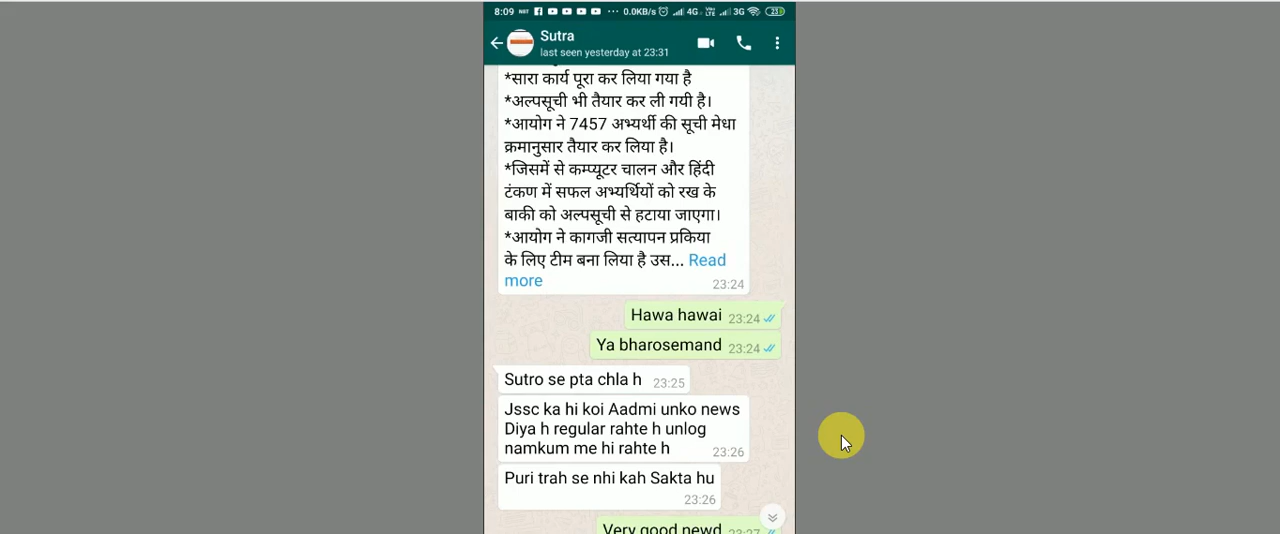 8:09 0.0KB/s 4G VoLTE 3G 23
Sutra
last seen yesterday at 23:31
*सारा कार्य पूरा कर लिया गया है
*अल्पसूची भी तैयार कर ली गयी है।
*आयोग ने 7457 अभ्यर्थी की सूची मेधा
क्रमानुसार तैयार कर लिया है।
*जिसमें से कम्प्यूटर चालन और हिंदी
टंकण में सफल अभ्यर्थियों को रख के
बाकी को अल्पसूची से हटाया जाएगा।
*आयोग ने कागजी सत्यापन प्रकिया
के लिए टीम बना लिया है उस... Read
more 23:24
Hawa hawai 23:24
Ya bharosemand 23:24
Sutro se pta chla h 23:25
Jssc ka hi koi Aadmi unko news
Diya h regular rahte h unlog
namkum me hi rahte h 23:26
Puri trah se nhi kah Sakta hu
23:26
Very good newd 23:27